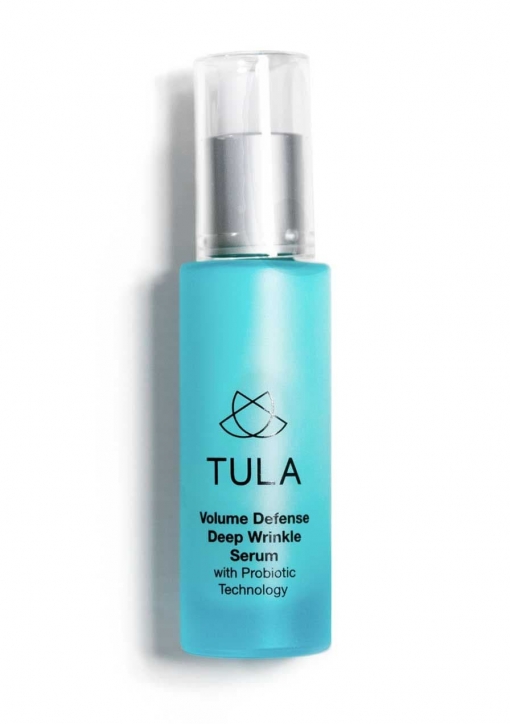 TULA
Volume Defense
Deep Wrinkle
Serum
with Probiotic
Technology